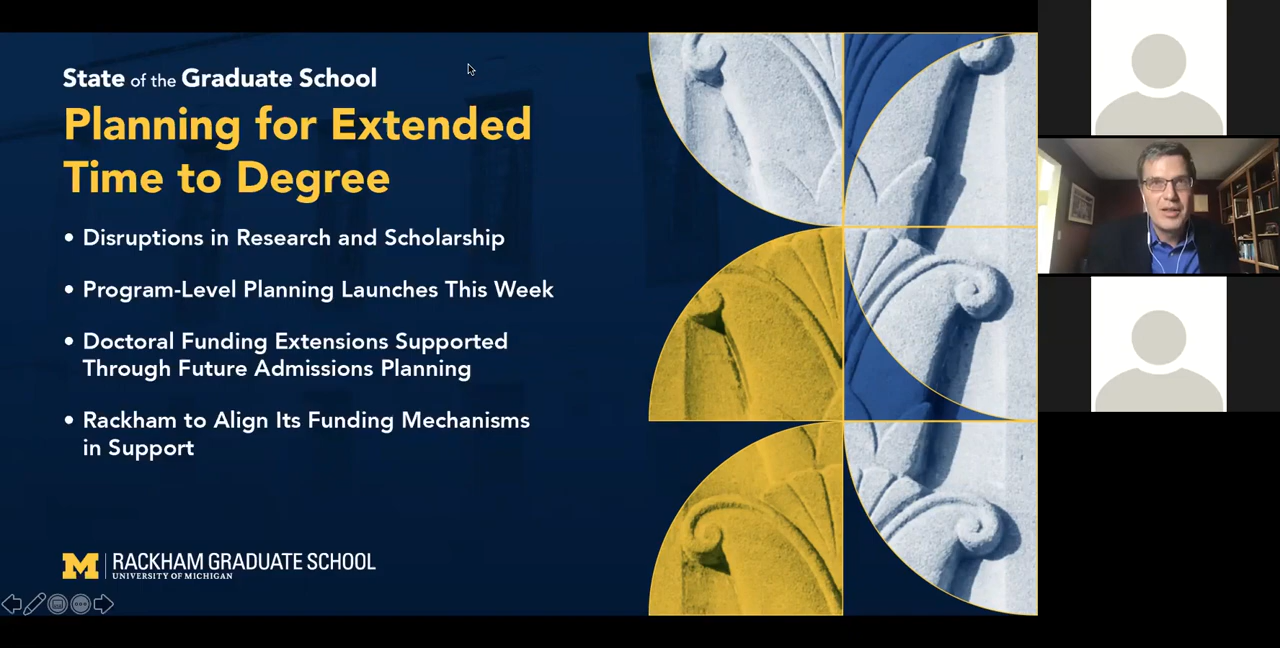 State of the Graduate School
Planning for Extended
Time to Degree
• Disruptions in Research and Scholarship
• Program-Level Planning Launches This Week
• Doctoral Funding Extensions Supported
Through Future Admissions Planning
• Rackham to Align Its Funding Mechanisms
in Support
M RACKHAM GRADUATE SCHOOL
UNIVERSITY OF MICHIGAN